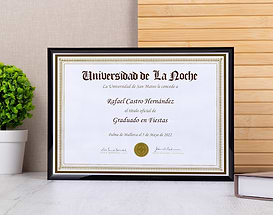 Universidad de La Noche
La Universidad de San Mateo le concede a
Rafael Castro Hernández
el título oficial de
Graduado en Fiestas
Palma de Mallorca el 5 de Mayo de 2022